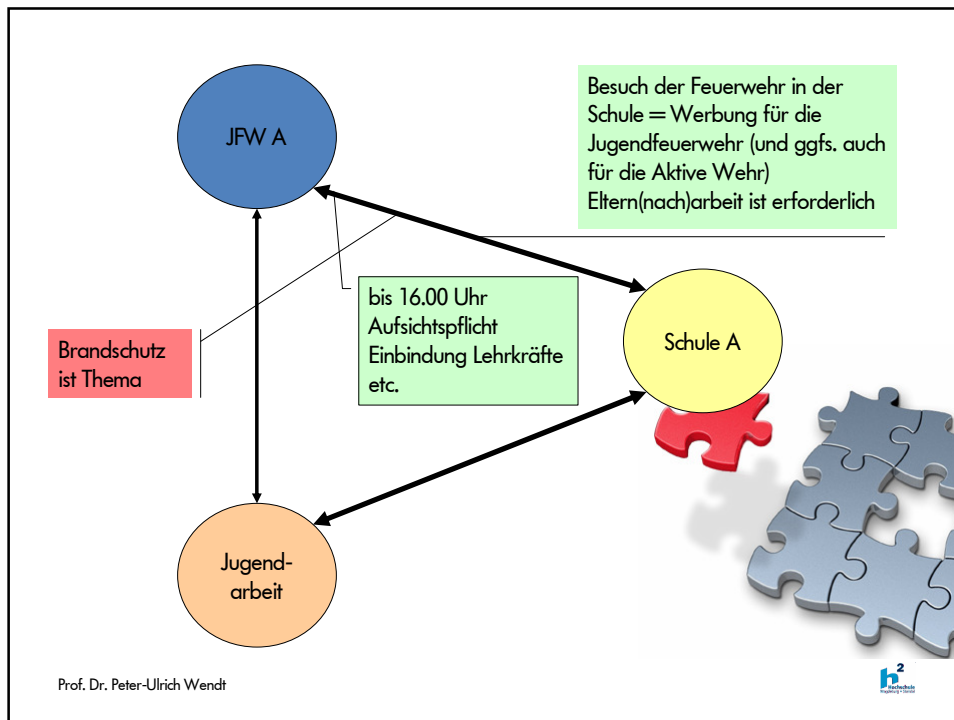 JFW A
Besuch der Feuerwehr in der
Schule = Werbung für die
Jugendfeuerwehr (und ggfs. auch
für die Aktive Wehr)
Eltern(nach)arbeit ist erforderlich
bis 16.00 Uhr
Aufsichtspflicht
Einbindung Lehrkräfte
etc.
Schule A
Brandschutz
ist Thema
Jugend-
arbeit
Prof. Dr. Peter-Ulrich Wendt
h2
Hochschule